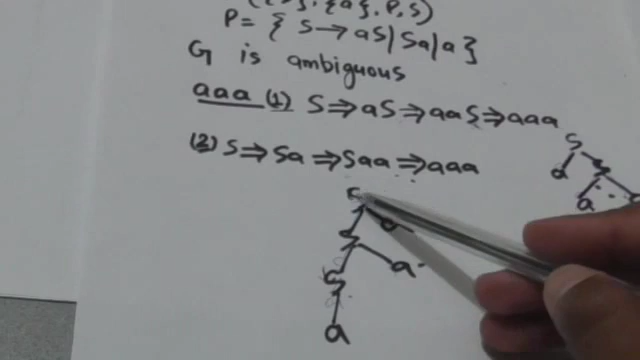 {a}, P, S)
P = { S → aS | Sa | a }
G is ambiguous
aaa (1) S ⇒ aS ⇒ aaS ⇒ aaa
(2) S ⇒ Sa ⇒ Saa ⇒ aaa
S
a S
a
S
S a
S a
a